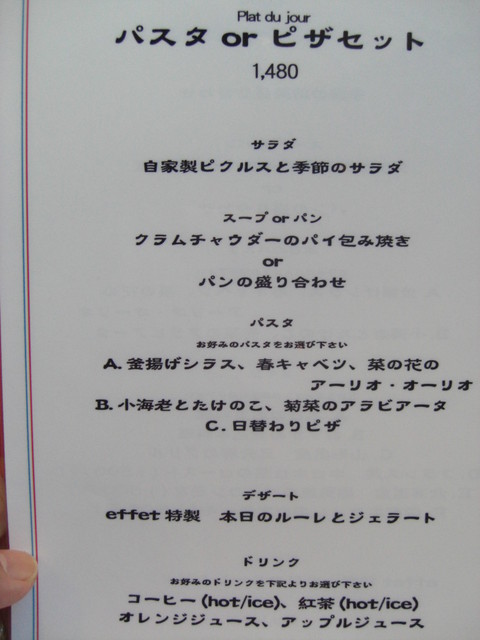 Plat du jour
パスタ or ピザセット
1,480
サラダ
自家製ピクルスと季節のサラダ
スープ or パン
クラムチャウダーのパイ包み焼き
or
パンの盛り合わせ
パスタ
お好みのパスタをお選び下さい
A. 釜揚げシラス、春キャベツ、菜の花の
アーリオ・オーリオ
B. 小海老とたけのこ、菊菜のアラビアータ
C. 日替わりピザ
デザート
effet 特製　本日のルーレとジェラート
ドリンク
お好みのドリンクを下記よりお選び下さい
コーヒー (hot/ice)、紅茶 (hot/ice)
オレンジジュース、アップルジュース